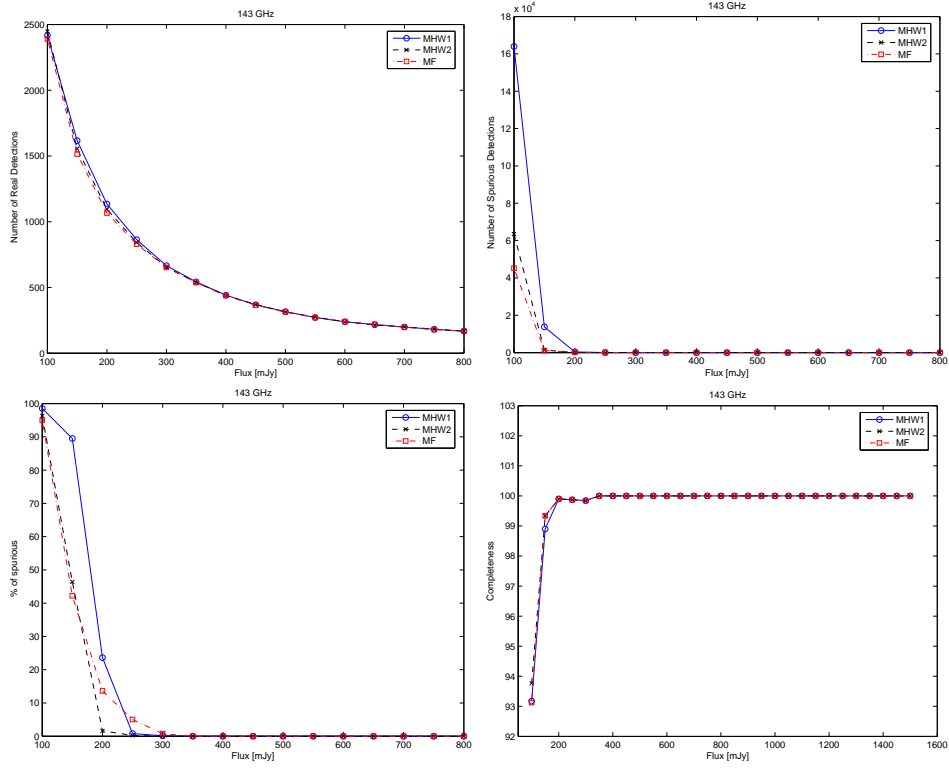 143 GHz
2500
2000
1500
1000
500
0
Number of Real Detections
100 200 300 400 500 600 700 800
Flux [mJy]
MHW1
MHW2
MF
143 GHz
x 10^4
18
16
14
12
10
8
6
4
2
0
Number of Spurious Detections
100 200 300 400 500 600 700 800
Flux [mJy]
MHW1
MHW2
MF
143 GHz
100
90
80
70
60
50
40
30
20
10
0
% of spurious
100 200 300 400 500 600 700 800
Flux [mJy]
MHW1
MHW2
MF
143 GHz
103
102
101
100
99
98
97
96
95
94
93
92
Completeness
200 400 600 800 1000 1200 1400 1600
Flux [mJy]
MHW1
MHW2
MF